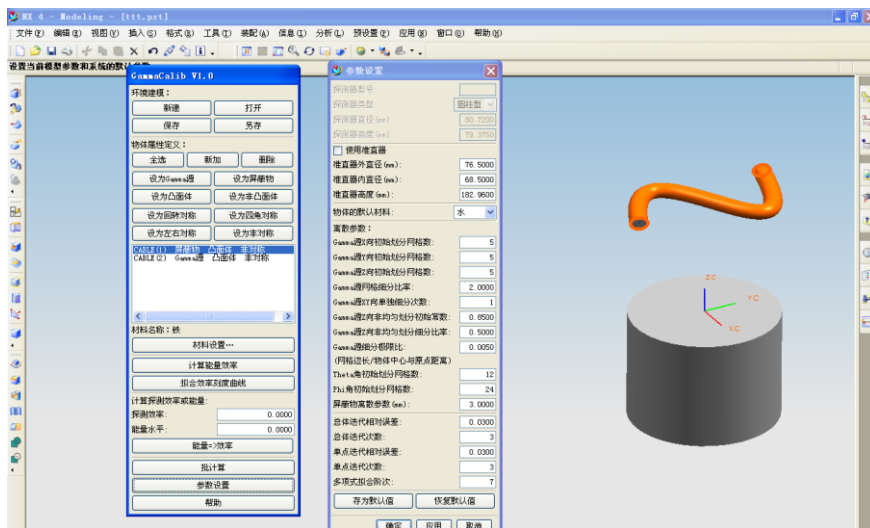 NX 4 - Modeling - [ttt.prt]
文件(F) 编辑(E) 视图(V) 插入(S) 格式(R) 工具(T) 装配(A) 信息(I) 分析(L) 预设置(P) 应用(N) 窗口(O) 帮助(H)
设置当前模型参数和系统的默认参数
GammaCalib V1.0
环境建模:
新建 打开
保存 另存
物体属性定义:
全选 新加 删除
设为Gamma源 设为屏蔽物
设为凸面体 设为非凸面体
设为回转对称 设为四角对称
设为左右对称 设为非对称
CABLE(1) 屏蔽物 凸面体 非对称
CABLE(2) Gamma源 凸面体 非对称
材料名称:铁
材料设置…
计算能量效率
拟合效率刻度曲线
计算探测效率或能量:
探测效率: 0.0000
能量水平: 0.0000
能量=>效率
批计算
参数设置
帮助
参数设置
探测器型号:
探测器类型: 圆柱型
探测器直径(mm): 80.7200
探测器高度(mm): 79.3750
使用准直器
准直器外直径(mm): 76.5000
准直器内直径(mm): 68.5000
准直器高度(mm): 182.9600
物体的默认材料: 水
离散参数:
Gamma源X向初始划分网格数: 5
Gamma源Y向初始划分网格数: 5
Gamma源Z向初始划分网格数: 5
Gamma源网格细分比率: 2.0000
Gamma源XY向单独细分次数: 1
Gamma源Z向非均匀划分初始幂数: 0.8500
Gamma源Z向非均匀划分细分比率: 0.5000
Gamma源细分极限比: 0.0050
(网格边长/物体中心与原点距离)
Theta角初始划分网格数: 12
Phi角初始划分网格数: 24
屏蔽物离散参数(mm): 3.0000
总体迭代相对误差: 0.0300
总体迭代次数: 3
单点迭代相对误差: 0.0300
单点迭代次数: 3
多项式拟合阶次: 7
存为默认值 恢复默认值
确定 应用 取消
ZC
YC
XC